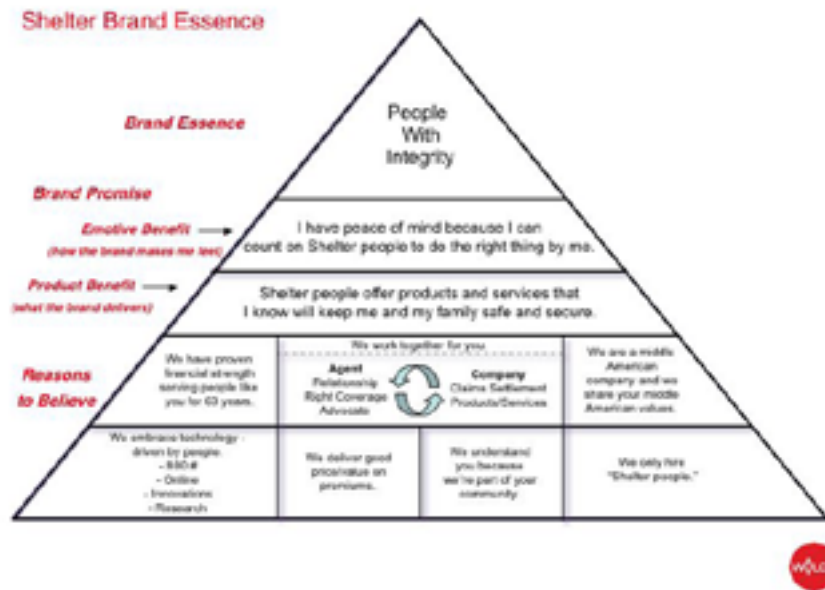 Shelter Brand Essence
Brand Essence
People
With
Integrity
Brand Promise
Emotive Benefit
(how the brand makes me feel)
I have peace of mind because I can
count on Shelter people to do the right thing by me.
Product Benefit
(what the brand delivers)
Shelter people offer products and services that
I know will keep me and my family safe and secure.
Reasons
to Believe
We have proven
financial strength
serving people like
you for 63 years.
We work together for you
Agent
Relationship
Right Coverage
Advocate
Company
Claims Settlement
Products/Services
We are a middle
American
company and we
share your middle
American values.
We embrace technology -
driven by people.
- Online
- Innovations
- Research
We deliver good
price/value on
premiums.
We understand
you because
we're part of your
community.
We only hire
"Shelter people."